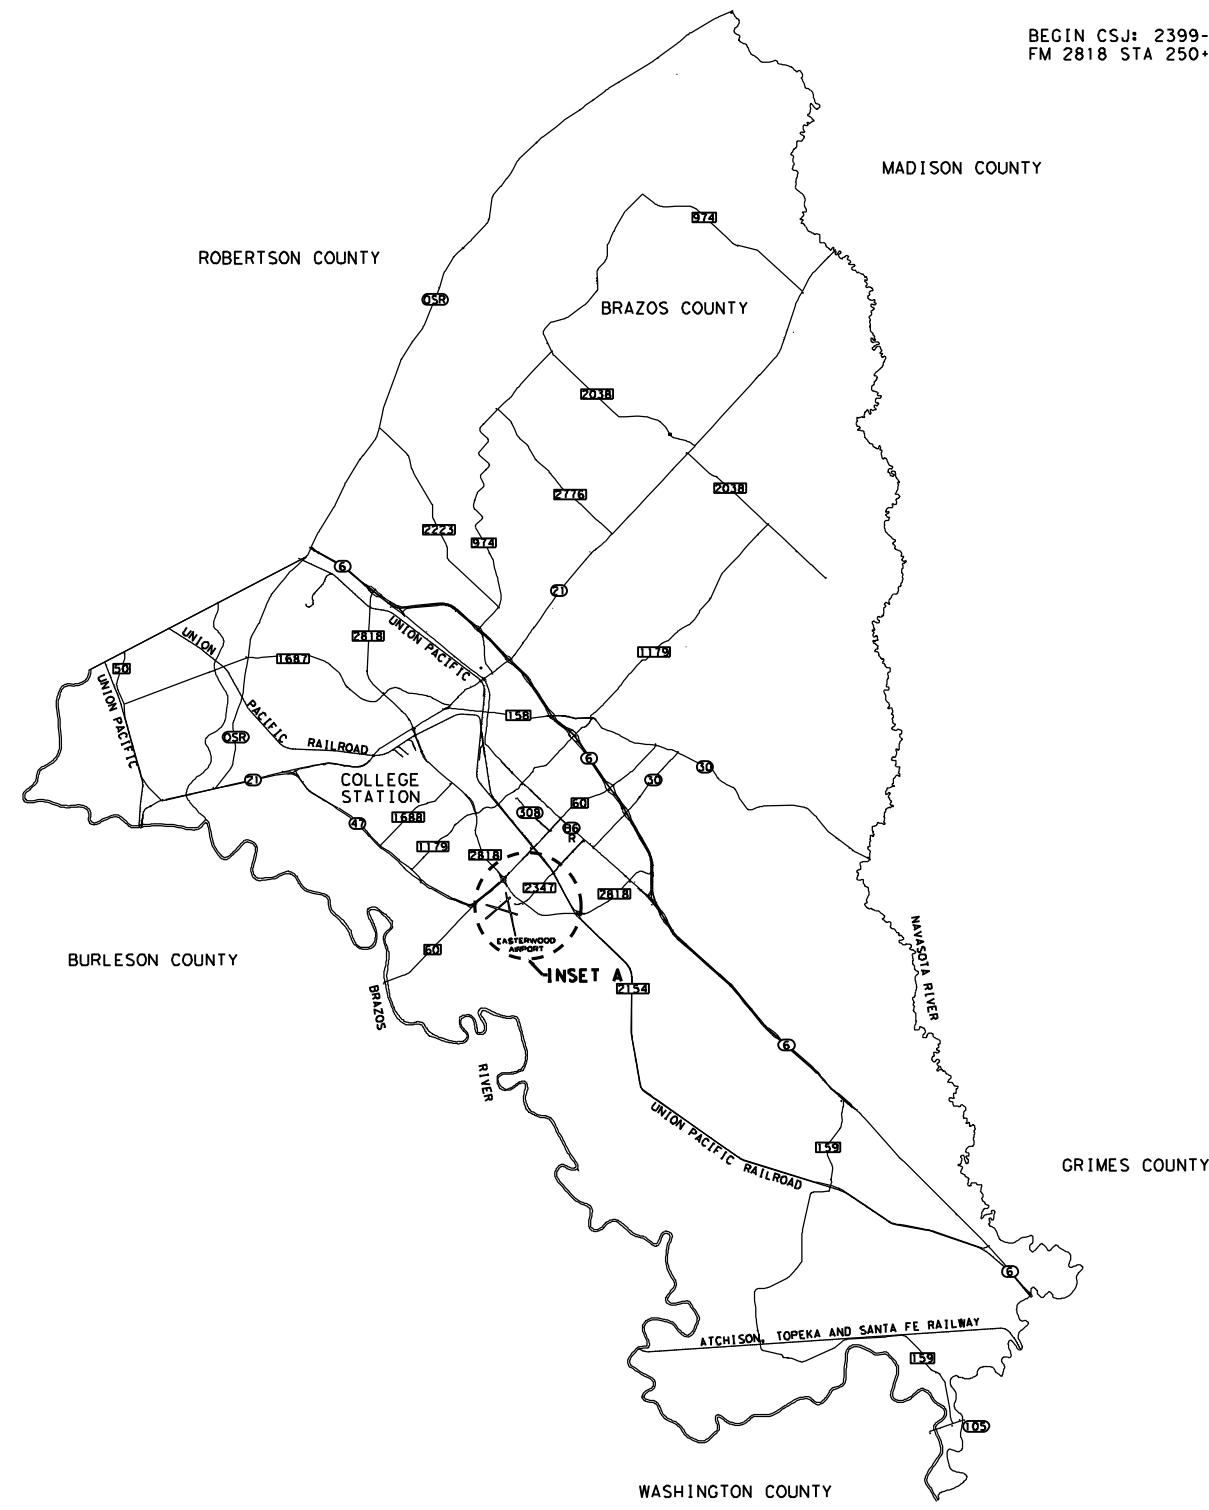 BEGIN CSJ: 2399-
FM 2818 STA 250+
MADISON COUNTY
974
ROBERTSON COUNTY
OSR
BRAZOS COUNTY
2038
2038
2776
2223
974
6
21
2818
UNION PACIFIC
UNION
PACIFIC
RAILROAD
1687
1179
50
UNION PACIFIC
OSR
158
6
30
30
21
COLLEGE
STATION
60
308
1688
47
BS6
R
1179
2818
2347
2818
EASTERWOOD
AIRPORT
60
INSET A
BURLESON COUNTY
NAVASOTA RIVER
2154
BRAZOS
RIVER
6
UNION PACIFIC RAILROAD
159
GRIMES COUNTY
6
ATCHISON, TOPEKA AND SANTA FE RAILWAY
159
105
WASHINGTON COUNTY